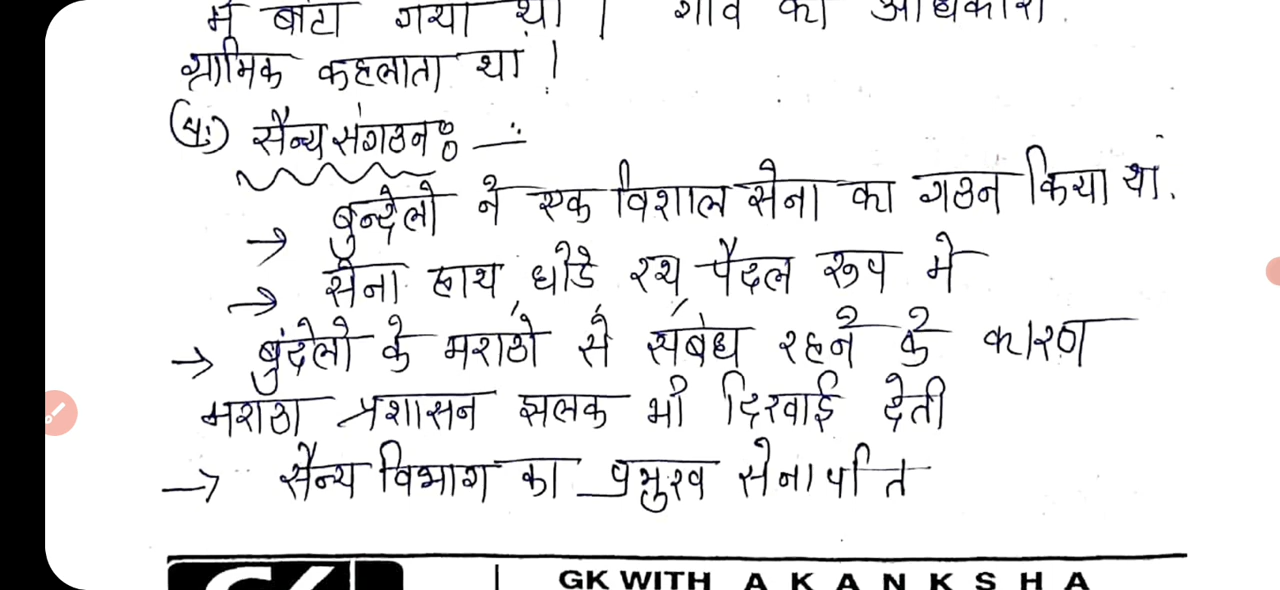 में बांटा गया था। गांव का अधिकारी
ग्रामिक कहलाता था।
(4:) सैन्य संगठन :—
→ बुन्देलो ने एक विशाल सेना का गठन किया था.
→ सेना हाथ, घोडे, रथ, पैदल रूप मे
→ बुंदेलो के मराठो से संबंध रहने के कारण
मराठा प्रशासन झलक भी दिखाई देती
→ सैन्य विभाग का प्रमुख सेनापति
GK WITH AKANKSHA